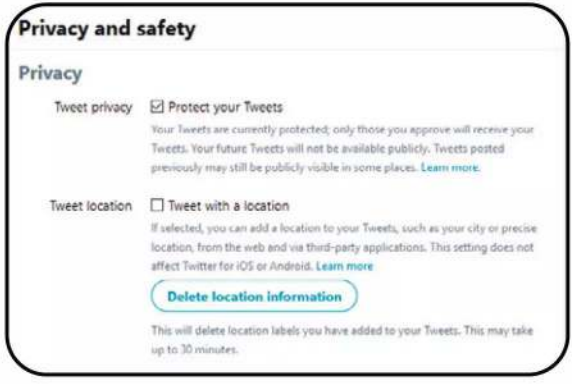 Privacy and safety
Privacy
Tweet privacy Protect your Tweets
Your Tweets are currently protected; only those you approve will receive your
Tweets. Your future Tweets will not be available publicly. Tweets posted
previously may still be publicly visible in some places. Learn more.
Tweet location Tweet with a location
If selected, you can add a location to your Tweets, such as your city or precise
location, from the web and via third-party applications. This setting does not
affect Twitter for iOS or Android. Learn more
Delete location information
This will delete location labels you have added to your Tweets. This may take
up to 30 minutes.